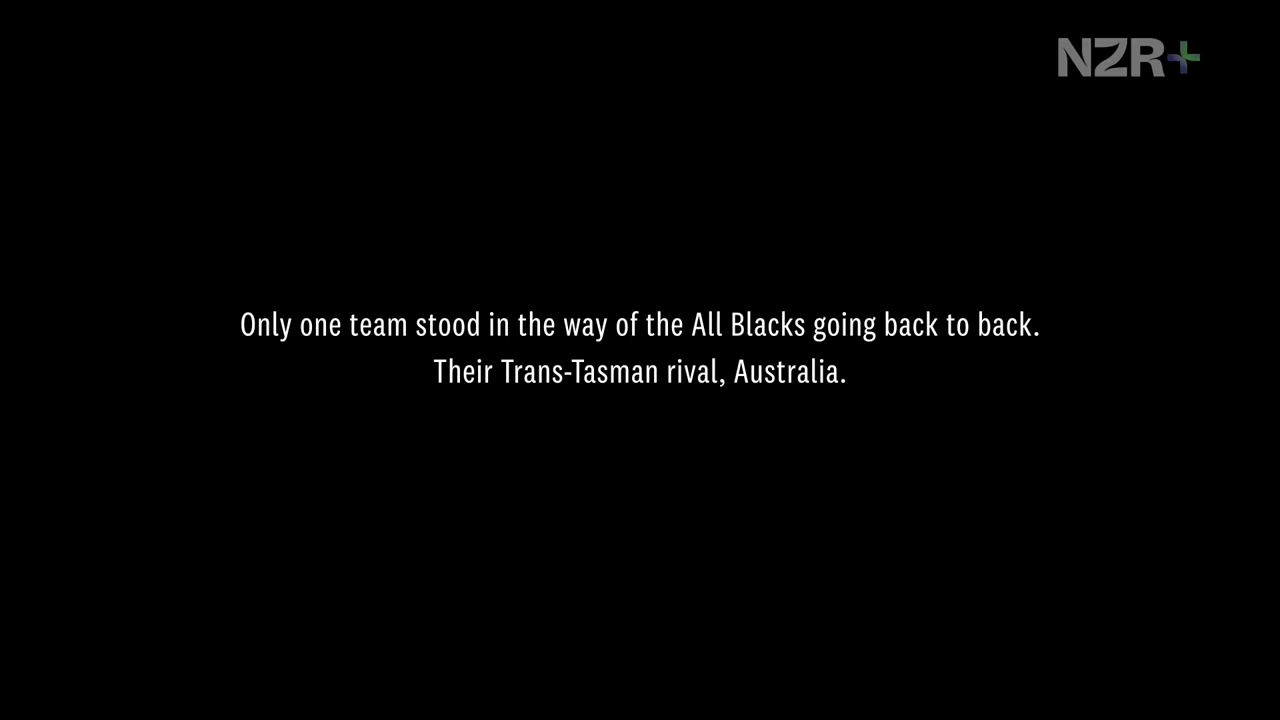 NZR+
Only one team stood in the way of the All Blacks going back to back.
Their Trans-Tasman rival, Australia.